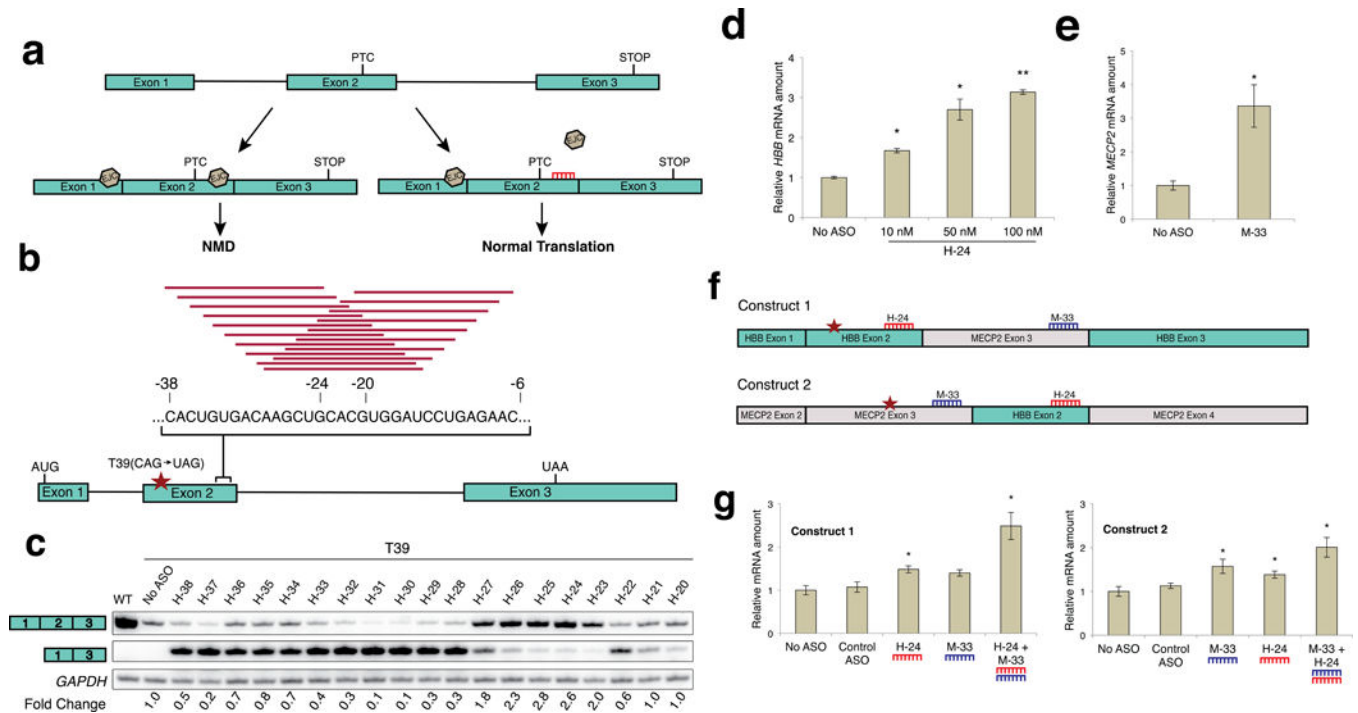 a
PTC
STOP
Exon 1
Exon 2
Exon 3
EJC
PTC
EJC
STOP
Exon 1
Exon 2
Exon 3
NMD
EJC
EJC
PTC
STOP
Exon 1
Exon 2
Exon 3
Normal Translation
b
-38
-24
-20
-6
...CACUGUGACAAGCUGCACGUGGAUCCUGAGAAC...
T39(CAG→UAG)
AUG
UAA
Exon 1
Exon 2
Exon 3
c
T39
WT
No ASO
H-38
H-37
H-36
H-35
H-34
H-33
H-32
H-31
H-30
H-29
H-28
H-27
H-26
H-25
H-24
H-23
H-22
H-21
H-20
1 2 3
1 3
GAPDH
Fold Change
1.0 0.5 0.2 0.7 0.8 0.7 0.4 0.3 0.1 0.1 0.3 0.3 1.8 2.3 2.8 2.6 2.0 0.6 1.0 1.0
d
Relative HBB mRNA amount
4
3
2
1
0
*
*
**
No ASO
10 nM
50 nM
100 nM
H-24
e
Relative MECP2 mRNA amount
5
4
3
2
1
0
*
No ASO
M-33
f
Construct 1
H-24
M-33
HBB Exon 1
HBB Exon 2
MECP2 Exon 3
HBB Exon 3
Construct 2
M-33
H-24
MECP2 Exon 2
MECP2 Exon 3
HBB Exon 2
MECP2 Exon 4
g
Relative mRNA amount
3
2
1
0
Construct 1
*
*
No ASO
Control
ASO
H-24
M-33
H-24 +
M-33
Relative mRNA amount
3
2
1
0
Construct 2
*
*
*
No ASO
Control
ASO
M-33
H-24
M-33 +
H-24